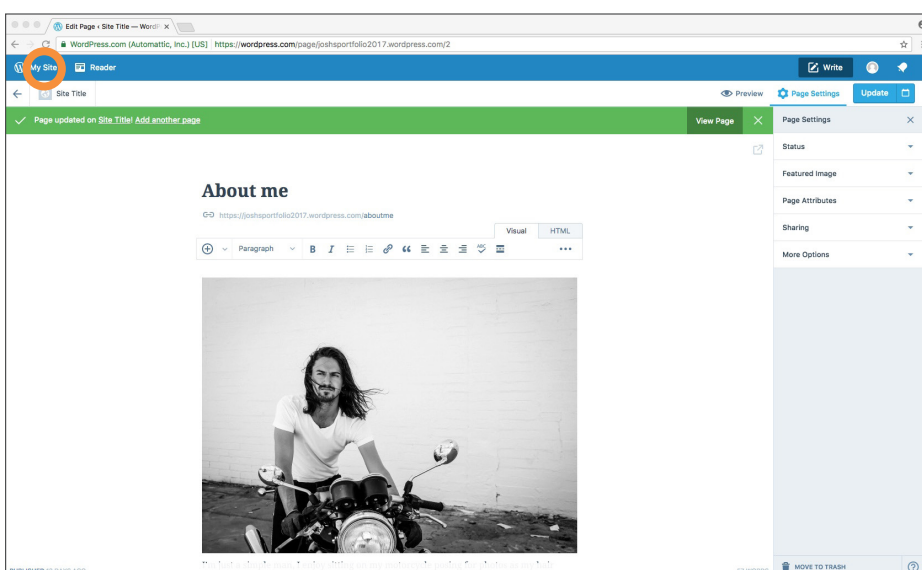 Edit Page ‹ Site Title — WordP
WordPress.com (Automattic, Inc.) [US] https://wordpress.com/page/joshsportfolio2017.wordpress.com/2
My Site Reader Write
Site Title Preview Page Settings Update
Page updated on Site Title! Add another page View Page
Page Settings
Status
Featured Image
Page Attributes
Sharing
More Options
About me
https://joshsportfolio2017.wordpress.com/aboutme
Visual HTML
Paragraph B I ABC
MOVE TO TRASH